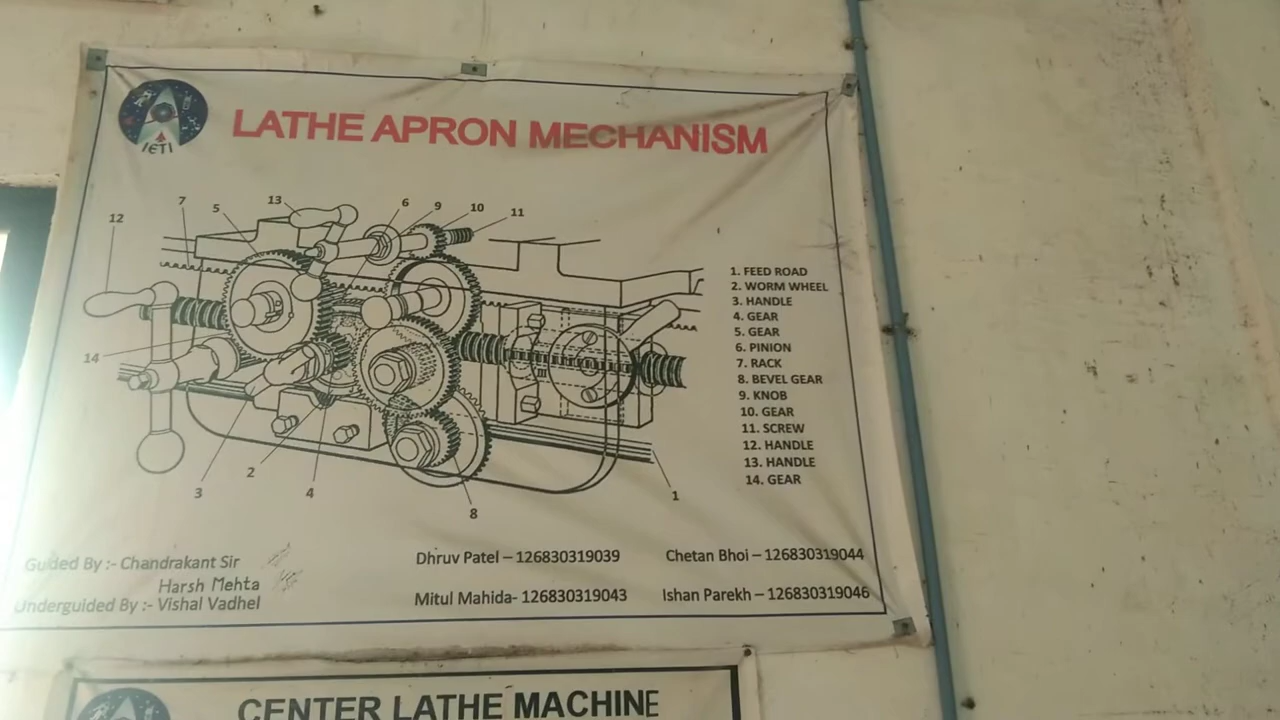 IETI
LATHE APRON MECHANISM
12
7
5
13
6
9
10
11
14
3
2
4
8
1
1. FEED ROAD
2. WORM WHEEL
3. HANDLE
4. GEAR
5. GEAR
6. PINION
7. RACK
8. BEVEL GEAR
9. KNOB
10. GEAR
11. SCREW
12. HANDLE
13. HANDLE
14. GEAR
Guided By :- Chandrakant Sir
Harsh Mehta
Underguided By :- Vishal Vadhel
Dhruv Patel – 126830319039
Chetan Bhoi – 126830319044
Mitul Mahida- 126830319043
Ishan Parekh – 126830319046
CENTER LATHE MACHINE